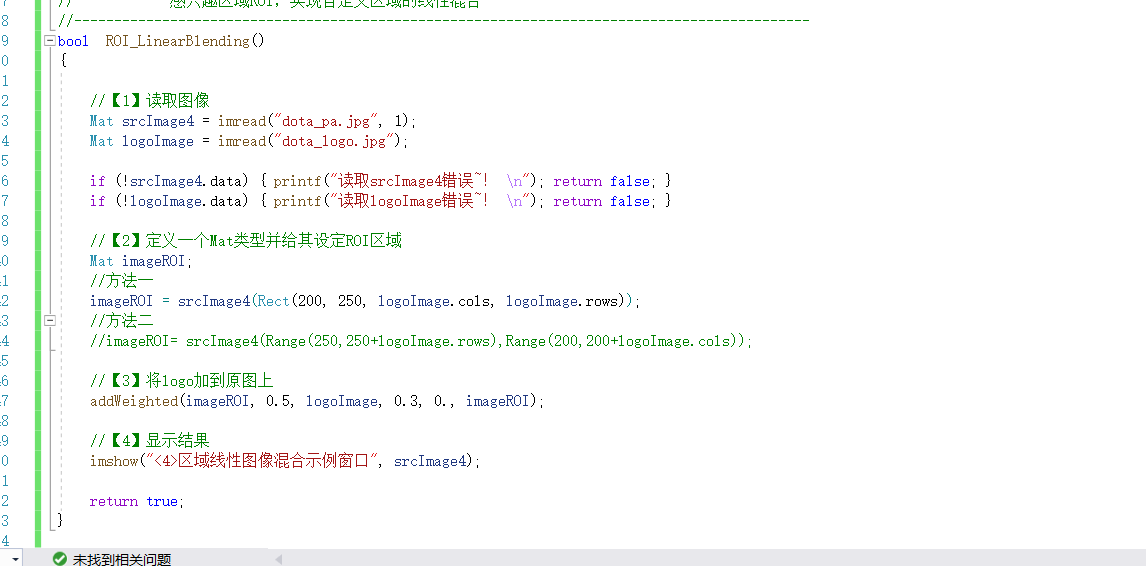 //          感兴趣区域ROI，实现自定义区域的线性混合
8 //--------------------------------------------------------------------------------------------
9 bool  ROI_LinearBlending()
0 {
1
2 //【1】读取图像
3 Mat srcImage4 = imread("dota_pa.jpg", 1);
4 Mat logoImage = imread("dota_logo.jpg");
5
6 if (!srcImage4.data) { printf("读取srcImage4错误~！ \n"); return false; }
7 if (!logoImage.data) { printf("读取logoImage错误~！ \n"); return false; }
8
9 //【2】定义一个Mat类型并给其设定ROI区域
0 Mat imageROI;
1 //方法一
2 imageROI = srcImage4(Rect(200, 250, logoImage.cols, logoImage.rows));
3 //方法二
4 //imageROI= srcImage4(Range(250,250+logoImage.rows),Range(200,200+logoImage.cols));
5
6 //【3】将logo加到原图上
7 addWeighted(imageROI, 0.5, logoImage, 0.3, 0., imageROI);
8
9 //【4】显示结果
0 imshow("<4>区域线性图像混合示例窗口", srcImage4);
1
2 return true;
3 }
4
未找到相关问题